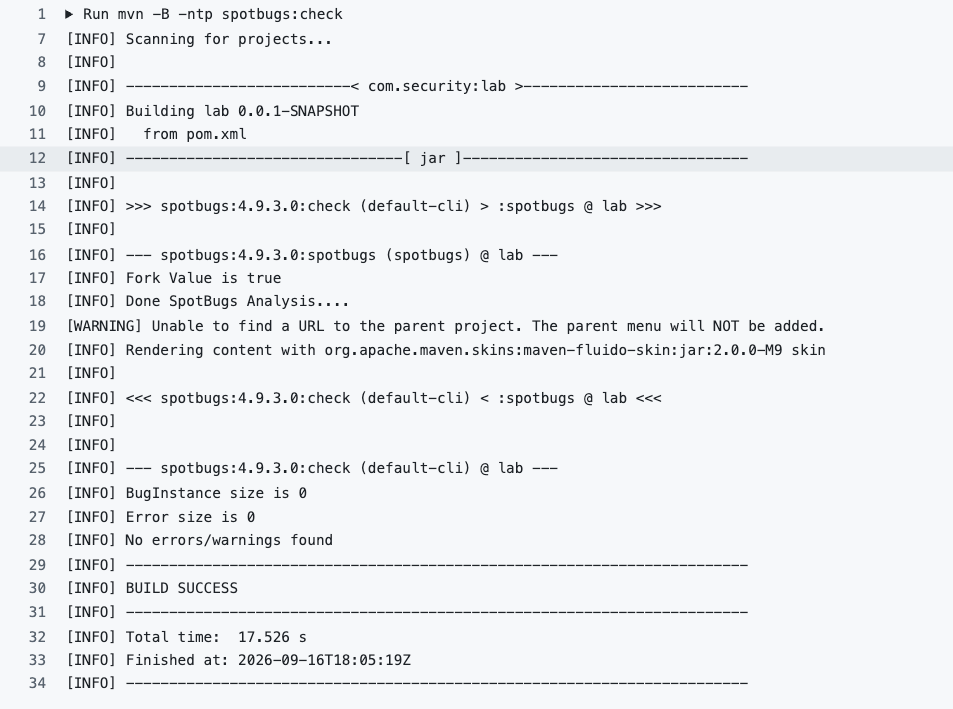 1 ▶ Run mvn -B -ntp spotbugs:check
7 [INFO] Scanning for projects...
8 [INFO]
9 [INFO] --------------------------< com.security:lab >--------------------------
10 [INFO] Building lab 0.0.1-SNAPSHOT
11 [INFO]   from pom.xml
12 [INFO] --------------------------------[ jar ]---------------------------------
13 [INFO]
14 [INFO] >>> spotbugs:4.9.3.0:check (default-cli) > :spotbugs @ lab >>>
15 [INFO]
16 [INFO] --- spotbugs:4.9.3.0:spotbugs (spotbugs) @ lab ---
17 [INFO] Fork Value is true
18 [INFO] Done SpotBugs Analysis....
19 [WARNING] Unable to find a URL to the parent project. The parent menu will NOT be added.
20 [INFO] Rendering content with org.apache.maven.skins:maven-fluido-skin:jar:2.0.0-M9 skin
21 [INFO]
22 [INFO] <<< spotbugs:4.9.3.0:check (default-cli) < :spotbugs @ lab <<<
23 [INFO]
24 [INFO]
25 [INFO] --- spotbugs:4.9.3.0:check (default-cli) @ lab ---
26 [INFO] BugInstance size is 0
27 [INFO] Error size is 0
28 [INFO] No errors/warnings found
29 [INFO] ------------------------------------------------------------------------
30 [INFO] BUILD SUCCESS
31 [INFO] ------------------------------------------------------------------------
32 [INFO] Total time:  17.526 s
33 [INFO] Finished at: 2026-09-16T18:05:19Z
34 [INFO] ------------------------------------------------------------------------